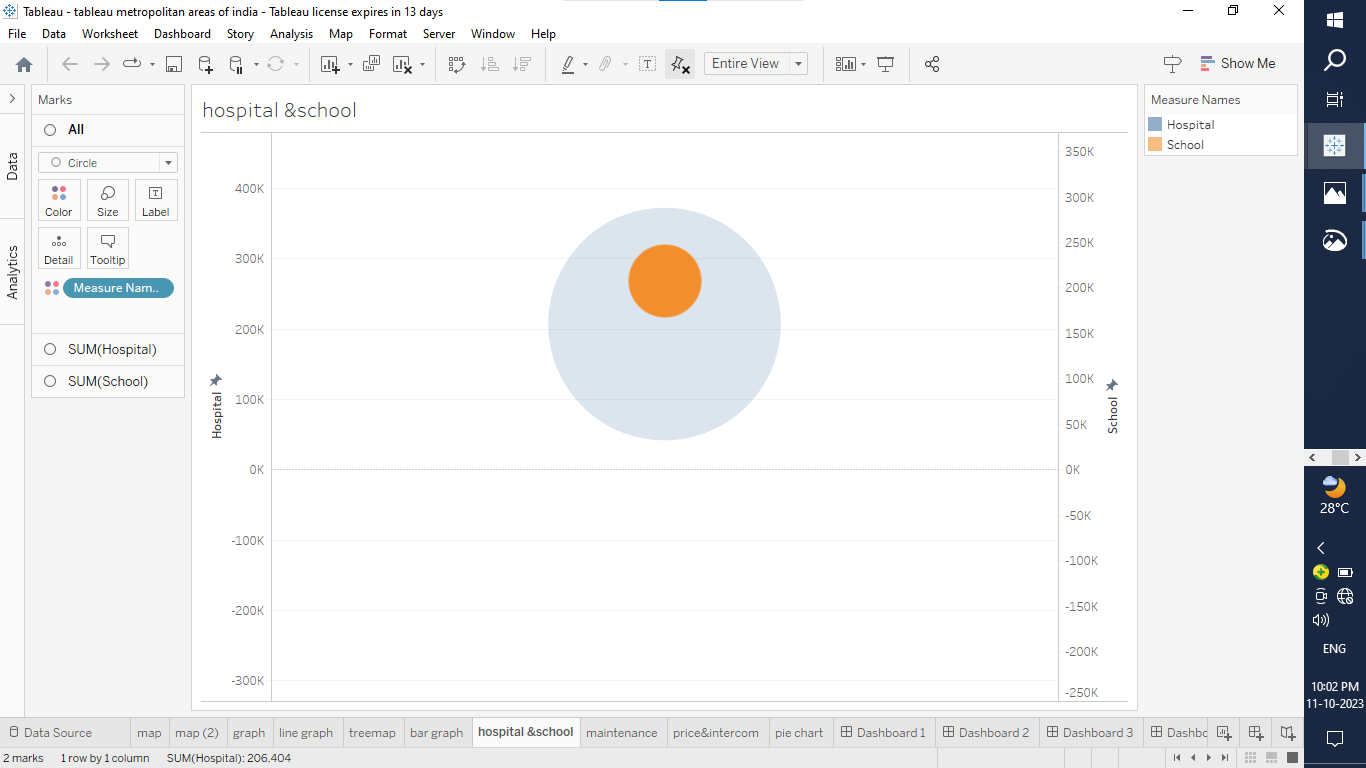 Tableau - tableau metropolitan areas of india - Tableau license expires in 13 days
File Data Worksheet Dashboard Story Analysis Map Format Server Window Help
Entire View
Show Me
Data
Analytics
Marks
All
Circle
Color Size Label
Detail Tooltip
Measure Nam..
SUM(Hospital)
SUM(School)
hospital &school
Hospital
400K
300K
200K
100K
0K
-100K
-200K
-300K
350K
300K
250K
200K
150K
100K
50K
0K
-50K
-100K
-150K
-200K
-250K
School
Measure Names
Hospital
School
Data Source map map (2) graph line graph treemap bar graph hospital &school maintenance price&intercom pie chart Dashboard 1 Dashboard 2 Dashboard 3 Dashbc
2 marks 1 row by 1 column SUM(Hospital): 206,404
28°C
ENG
10:02 PM
11-10-2023